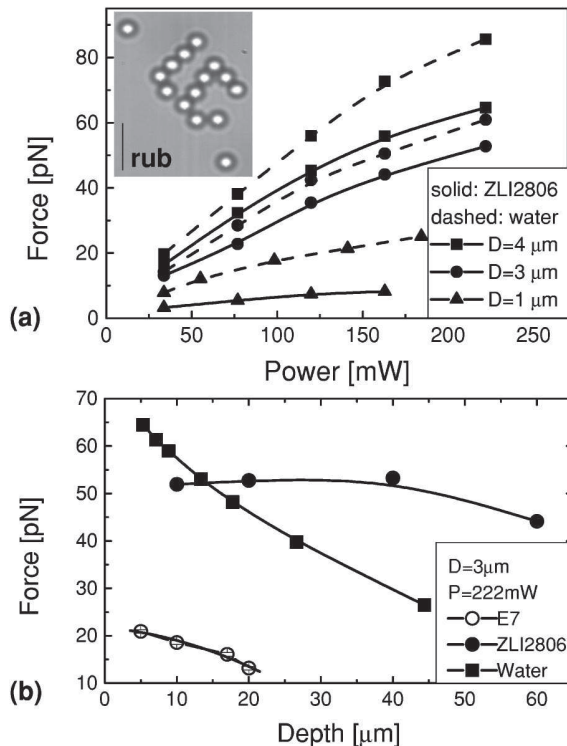 (a)
Force [pN]
80
60
40
20
0
rub
solid: ZLI2806
dashed: water
D=4 μm
D=3 μm
D=1 μm
0 50 100 150 200 250
Power [mW]
(b)
Force [pN]
70
60
50
40
30
20
10
D=3μm
P=222mW
E7
ZLI2806
Water
0 10 20 30 40 50 60
Depth [μm]